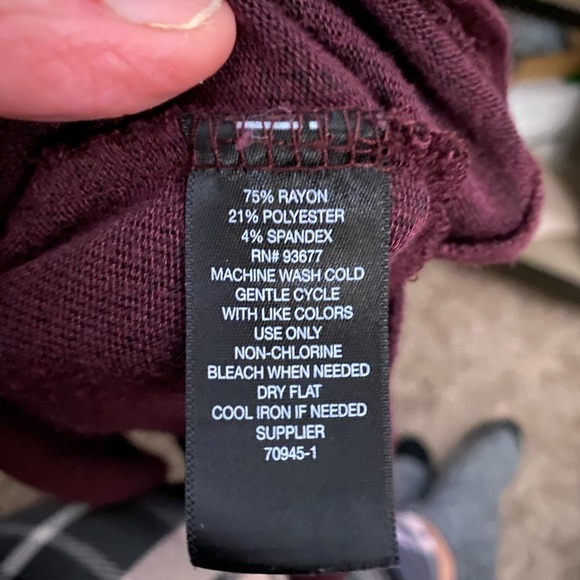 75% RAYON
21% POLYESTER
4% SPANDEX
RN# 93677
MACHINE WASH COLD
GENTLE CYCLE
WITH LIKE COLORS
USE ONLY
NON-CHLORINE
BLEACH WHEN NEEDED
DRY FLAT
COOL IRON IF NEEDED
SUPPLIER
70945-1